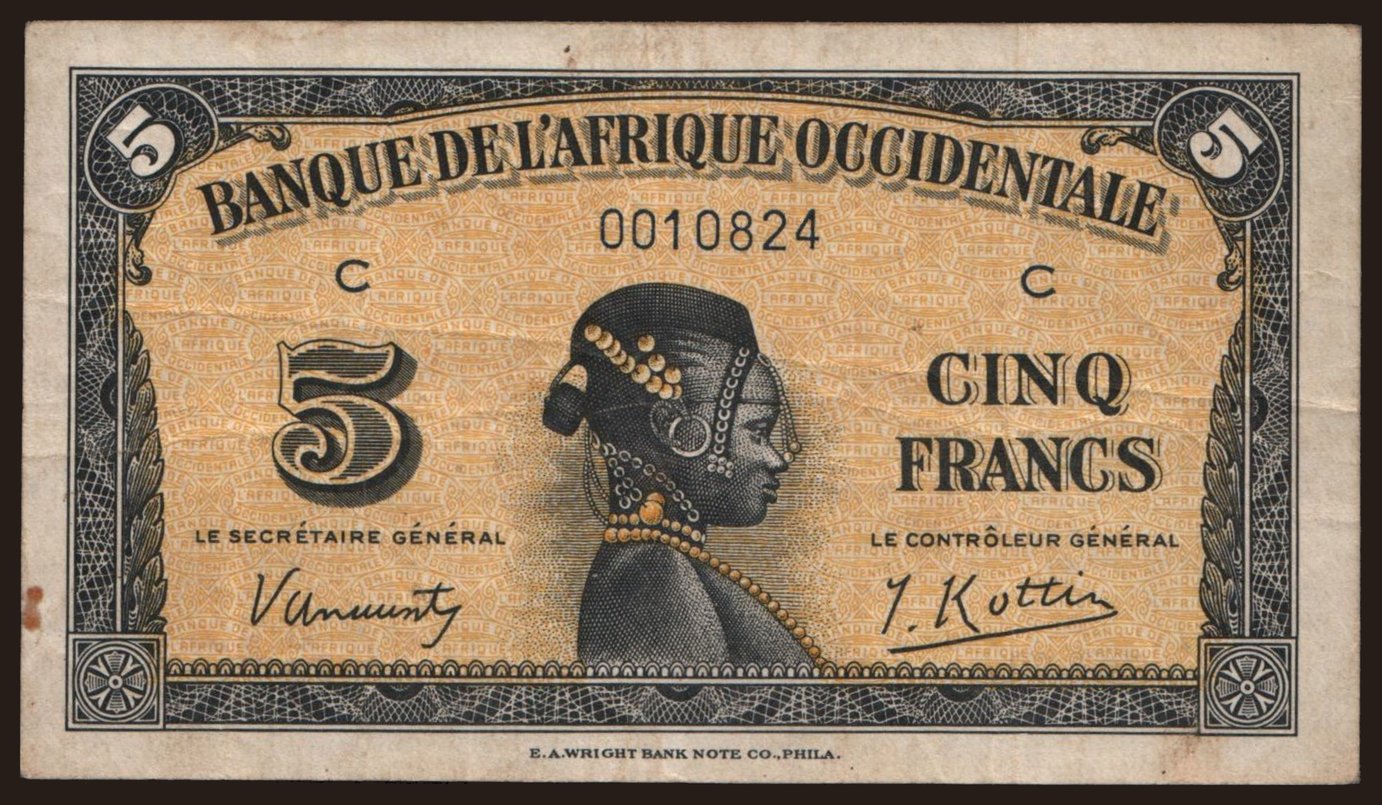 5 5
BANQUE DE L'AFRIQUE OCCIDENTALE
0010824
C C
5
CINQ
FRANCS
LE SECRÉTAIRE GÉNÉRAL
LE CONTRÔLEUR GÉNÉRAL
E.A.WRIGHT BANK NOTE CO.,PHILA.